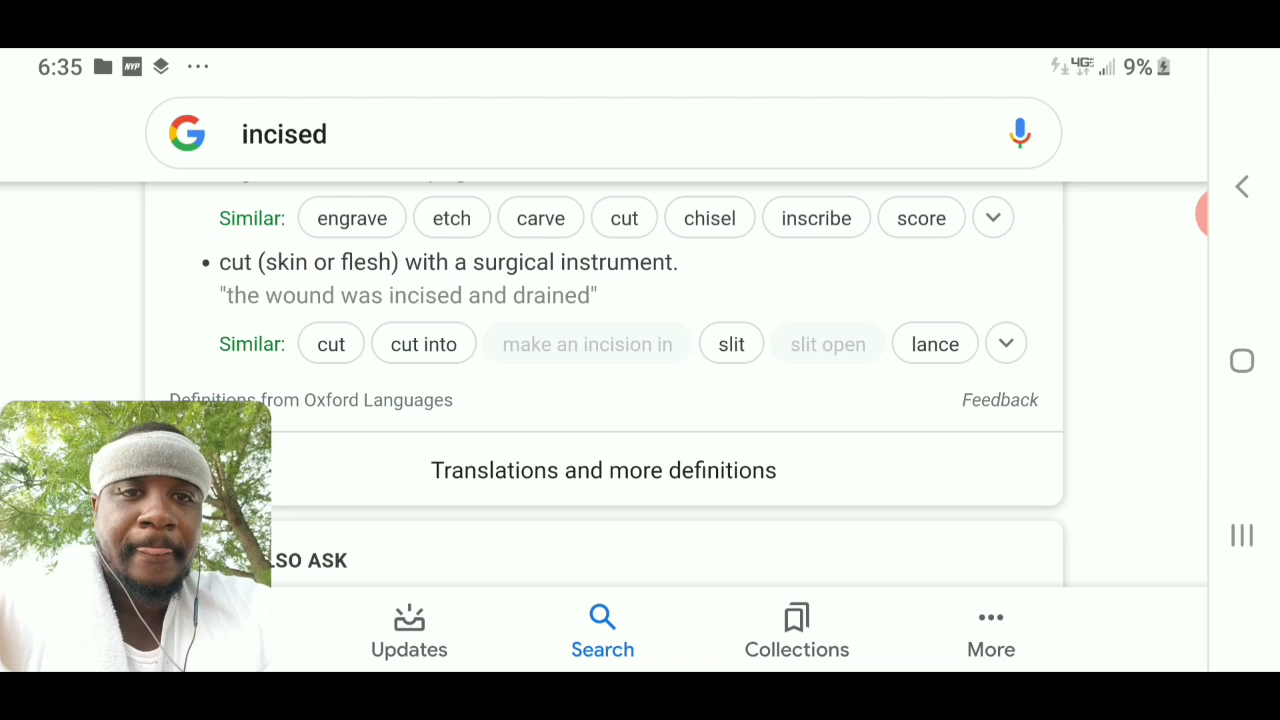 6:35 NYP ... 4GE 9%
incised
Similar: engrave etch carve cut chisel inscribe score
• cut (skin or flesh) with a surgical instrument.
"the wound was incised and drained"
Similar: cut cut into make an incision in slit slit open lance
Definitions from Oxford Languages Feedback
Translations and more definitions
LSO ASK
Updates Search Collections More